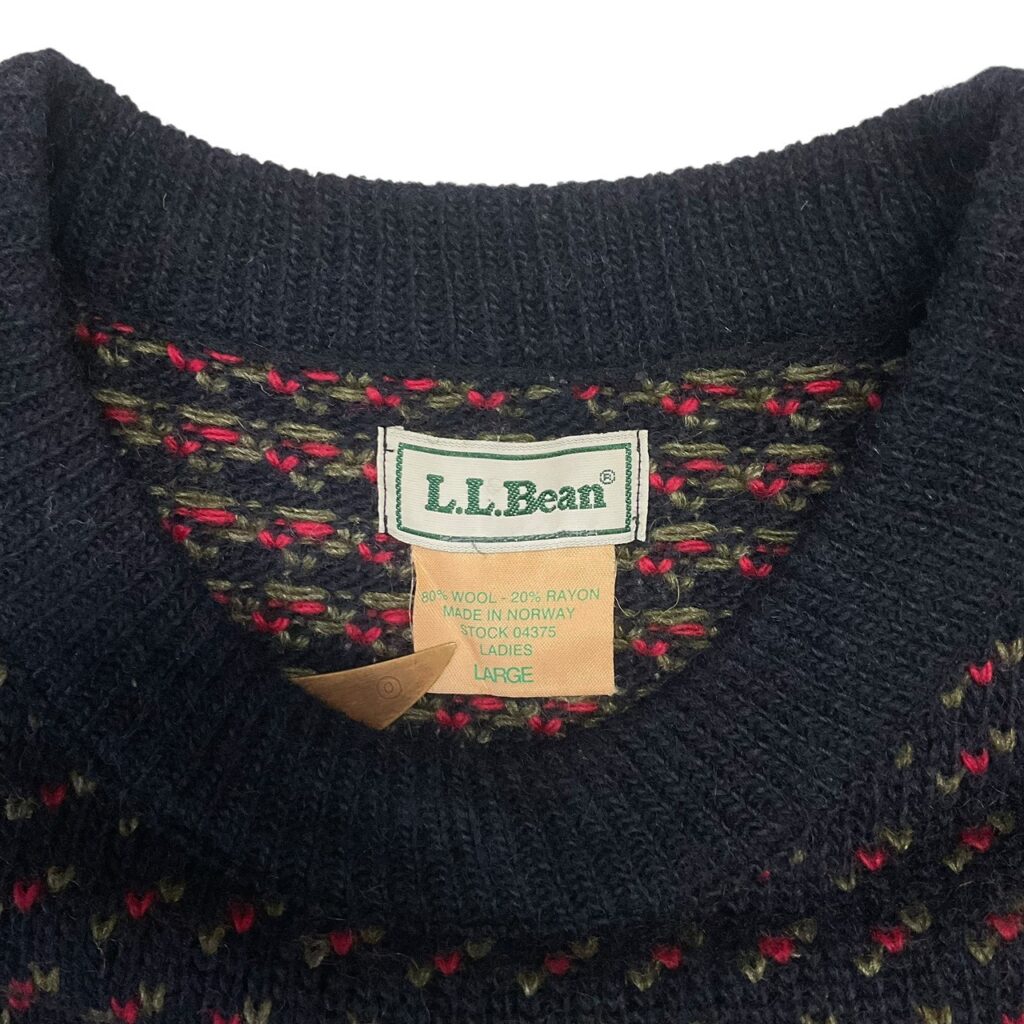 L.L.Bean®
80% WOOL - 20% RAYON
MADE IN NORWAY
STOCK 04375
LADIES
LARGE